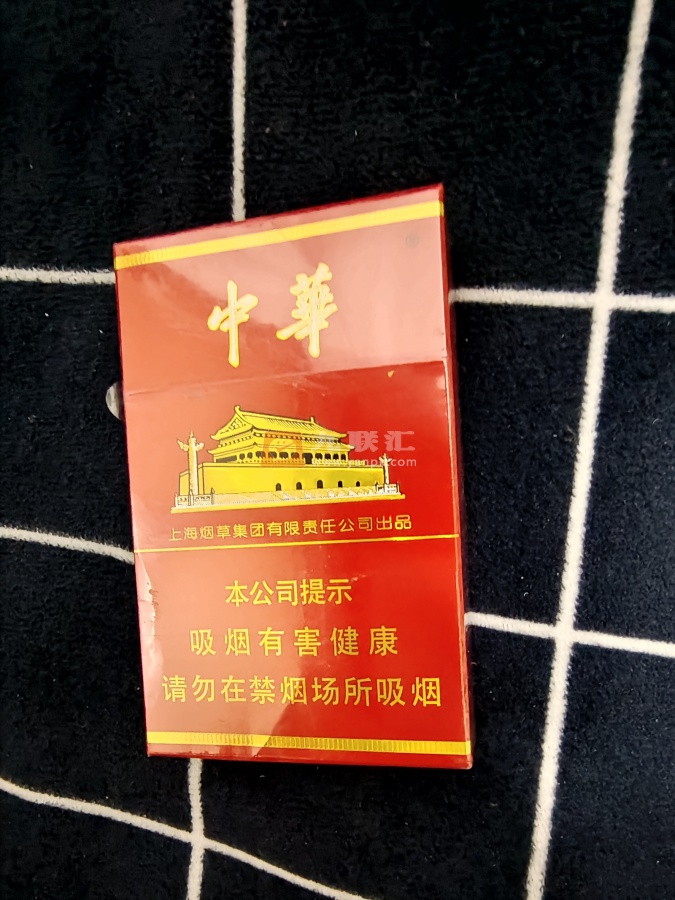 中華
联汇
上海烟草集团有限责任公司出品
本公司提示
吸烟有害健康
请勿在禁烟场所吸烟